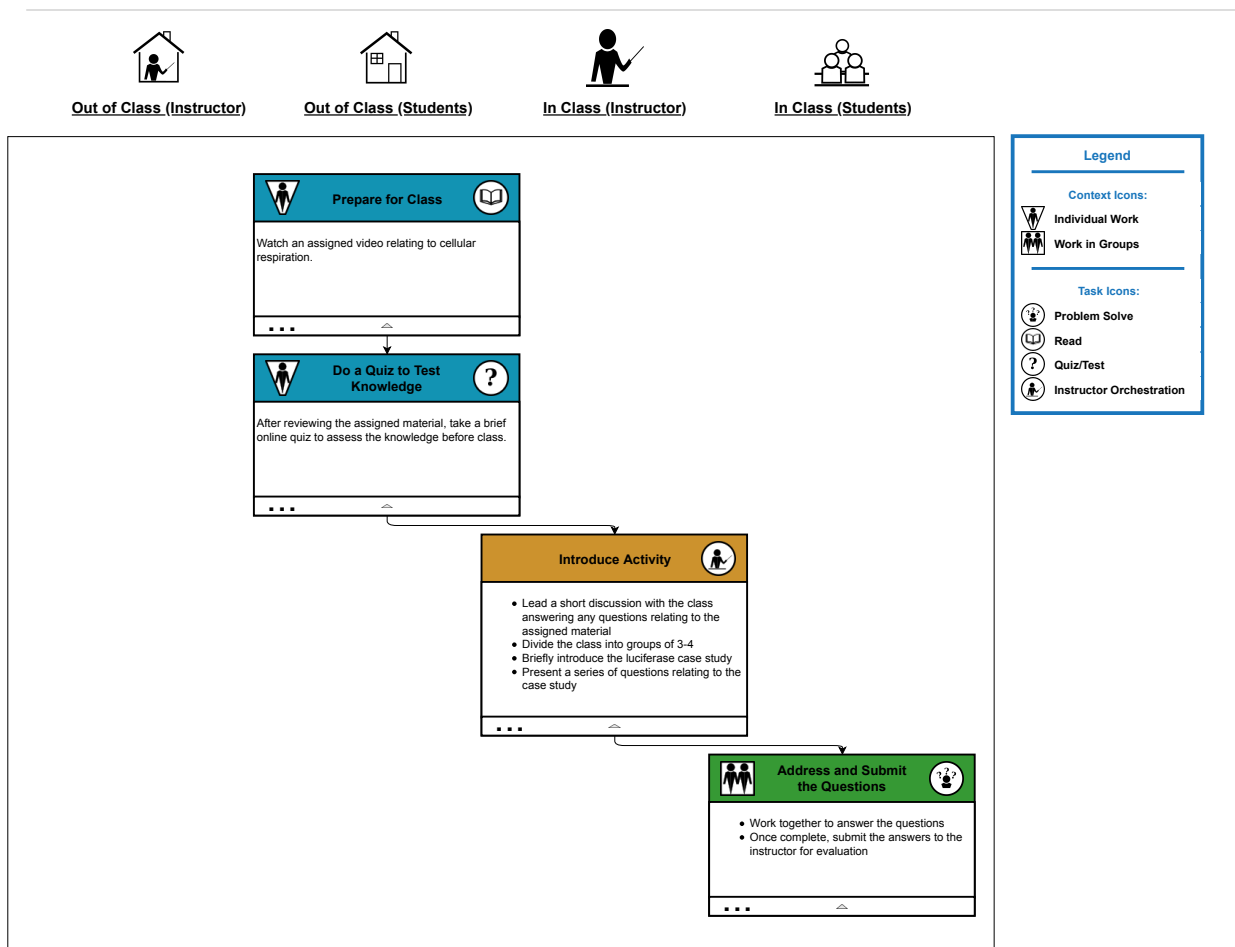 Out of Class (Instructor)
Out of Class (Students)
In Class (Instructor)
In Class (Students)
Prepare for Class
Watch an assigned video relating to cellular
respiration.
Do a Quiz to Test
Knowledge
?
After reviewing the assigned material, take a brief
online quiz to assess the knowledge before class.
Introduce Activity
• Lead a short discussion with the class
answering any questions relating to the
assigned material
• Divide the class into groups of 3-4
• Briefly introduce the luciferase case study
• Present a series of questions relating to the
case study
Address and Submit
the Questions
???
• Work together to answer the questions
• Once complete, submit the answers to the
instructor for evaluation
Legend
Context Icons:
Individual Work
Work in Groups
Task Icons:
??? Problem Solve
Read
? Quiz/Test
Instructor Orchestration